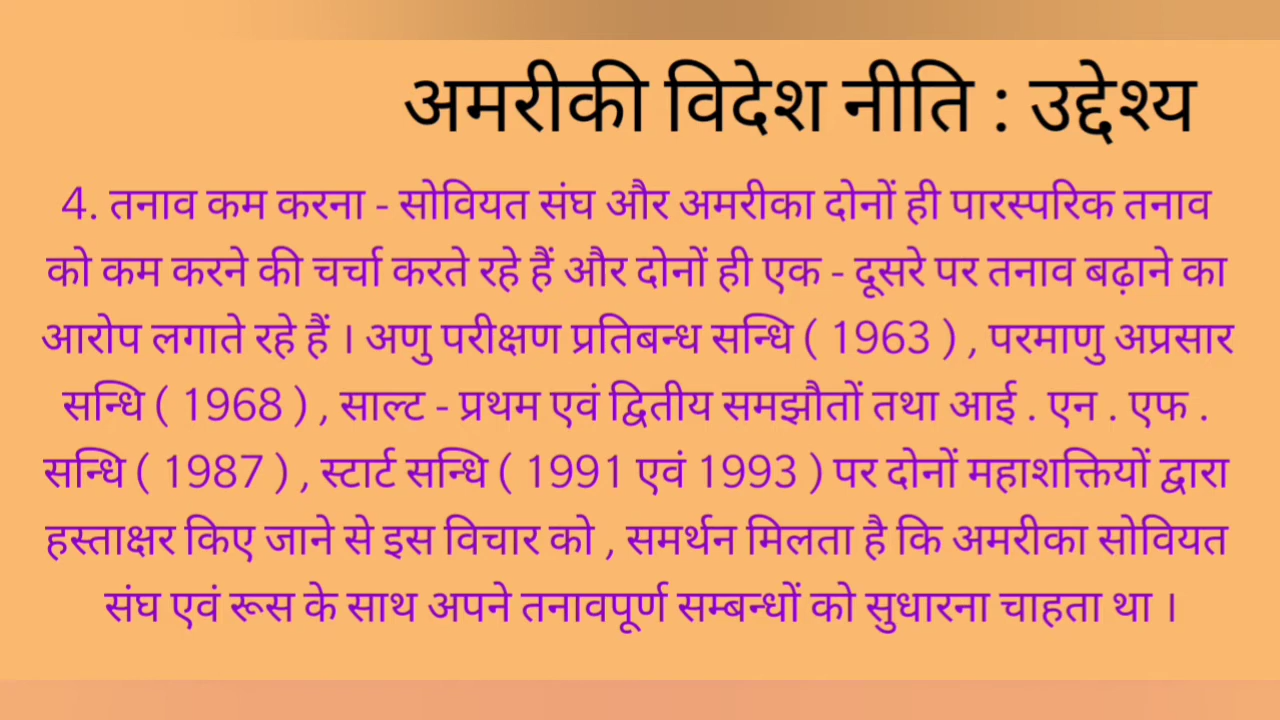 अमरीकी विदेश नीति : उद्देश्य
4. तनाव कम करना - सोवियत संघ और अमरीका दोनों ही पारस्परिक तनाव
को कम करने की चर्चा करते रहे हैं और दोनों ही एक - दूसरे पर तनाव बढ़ाने का
आरोप लगाते रहे हैं । अणु परीक्षण प्रतिबन्ध सन्धि ( 1963 ) , परमाणु अप्रसार
सन्धि ( 1968 ) , साल्ट - प्रथम एवं द्वितीय समझौतों तथा आई . एन . एफ .
सन्धि ( 1987 ) , स्टार्ट सन्धि ( 1991 एवं 1993 ) पर दोनों महाशक्तियों द्वारा
हस्ताक्षर किए जाने से इस विचार को , समर्थन मिलता है कि अमरीका सोवियत
संघ एवं रूस के साथ अपने तनावपूर्ण सम्बन्धों को सुधारना चाहता था ।